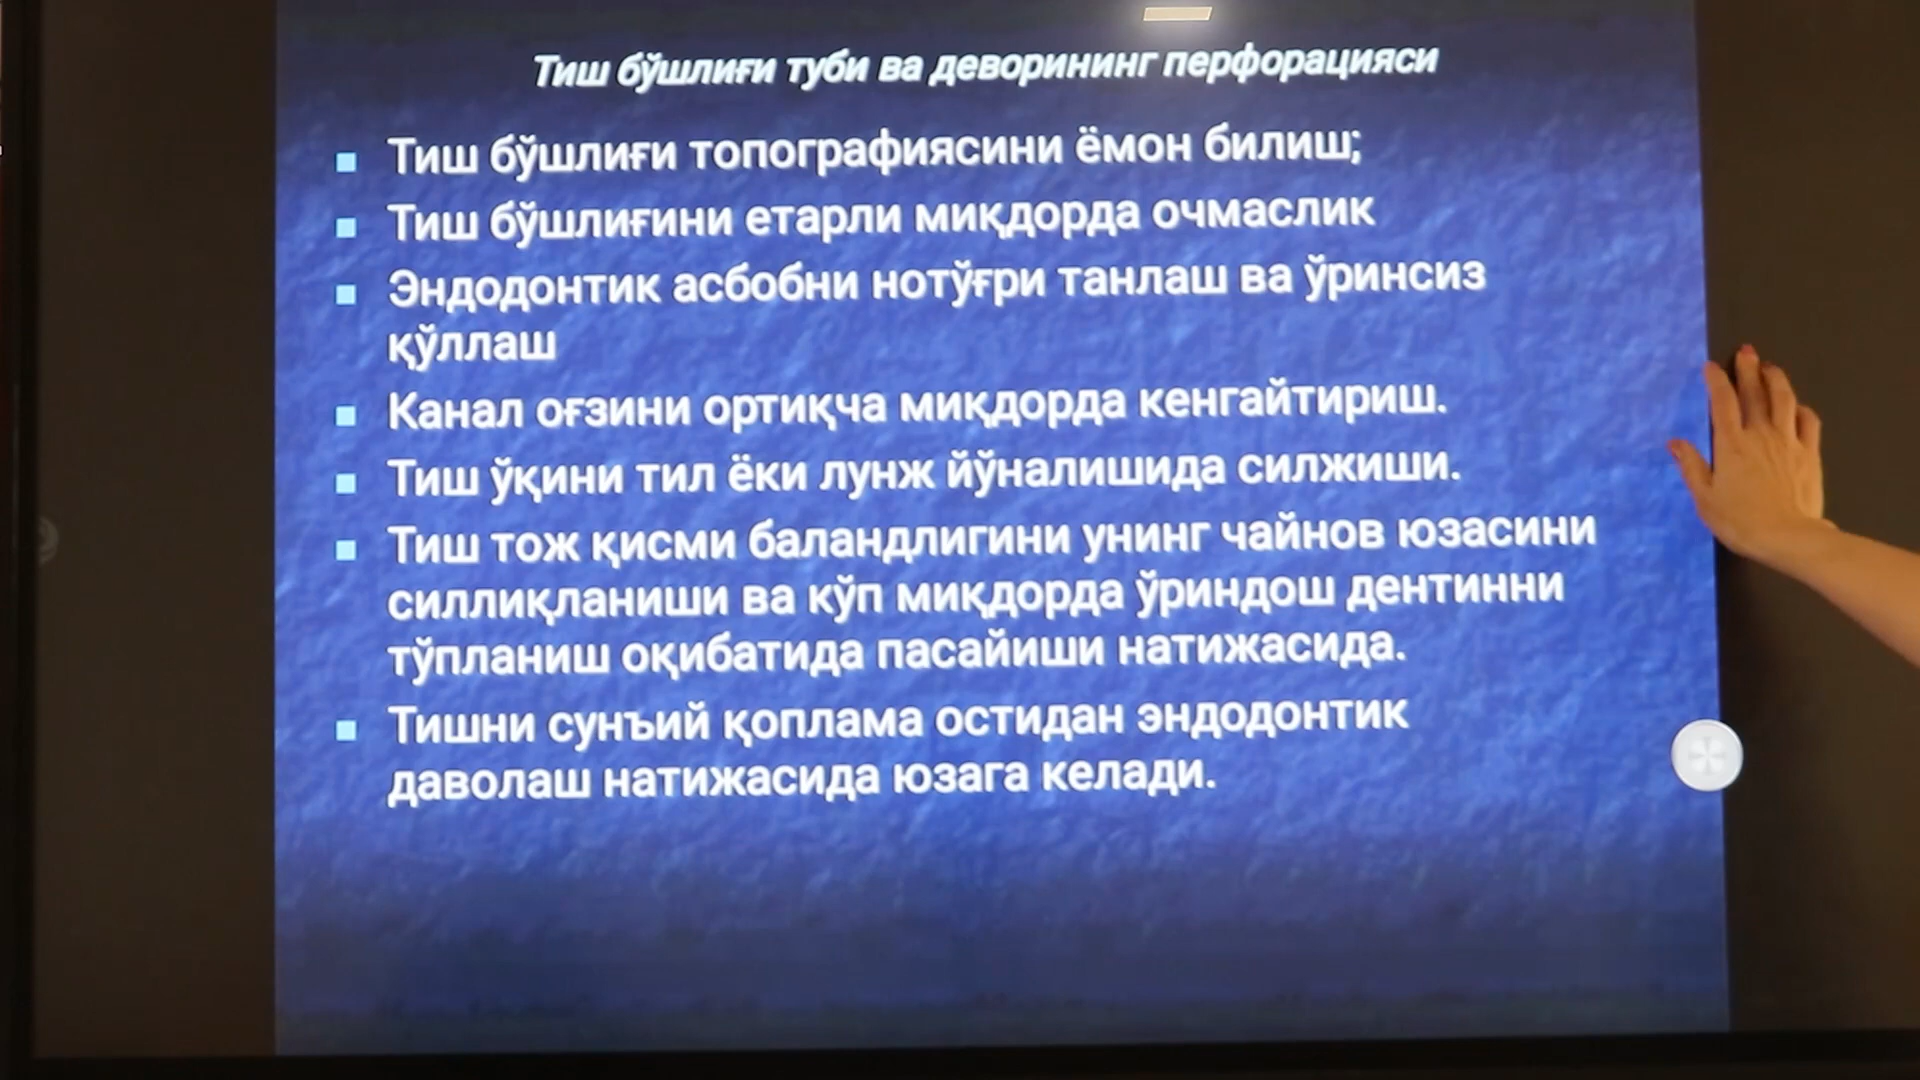 Тиш бўшлиғи туби ва деворининг перфорацияси
Тиш бўшлиғи топографиясини ёмон билиш;
Тиш бўшлиғини етарли миқдорда очмаслик
Эндодонтик асбобни нотўғри танлаш ва ўринсиз
қўллаш
Канал оғзини ортиқча миқдорда кенгайтириш.
Тиш ўқини тил ёки лунж йўналишида силжиши.
Тиш тож қисми баландлигини унинг чайнов юзасини
силлиқланиши ва кўп миқдорда ўриндош дентинни
тўпланиш оқибатида пасайиши натижасида.
Тишни сунъий қоплама остидан эндодонтик
даволаш натижасида юзага келади.